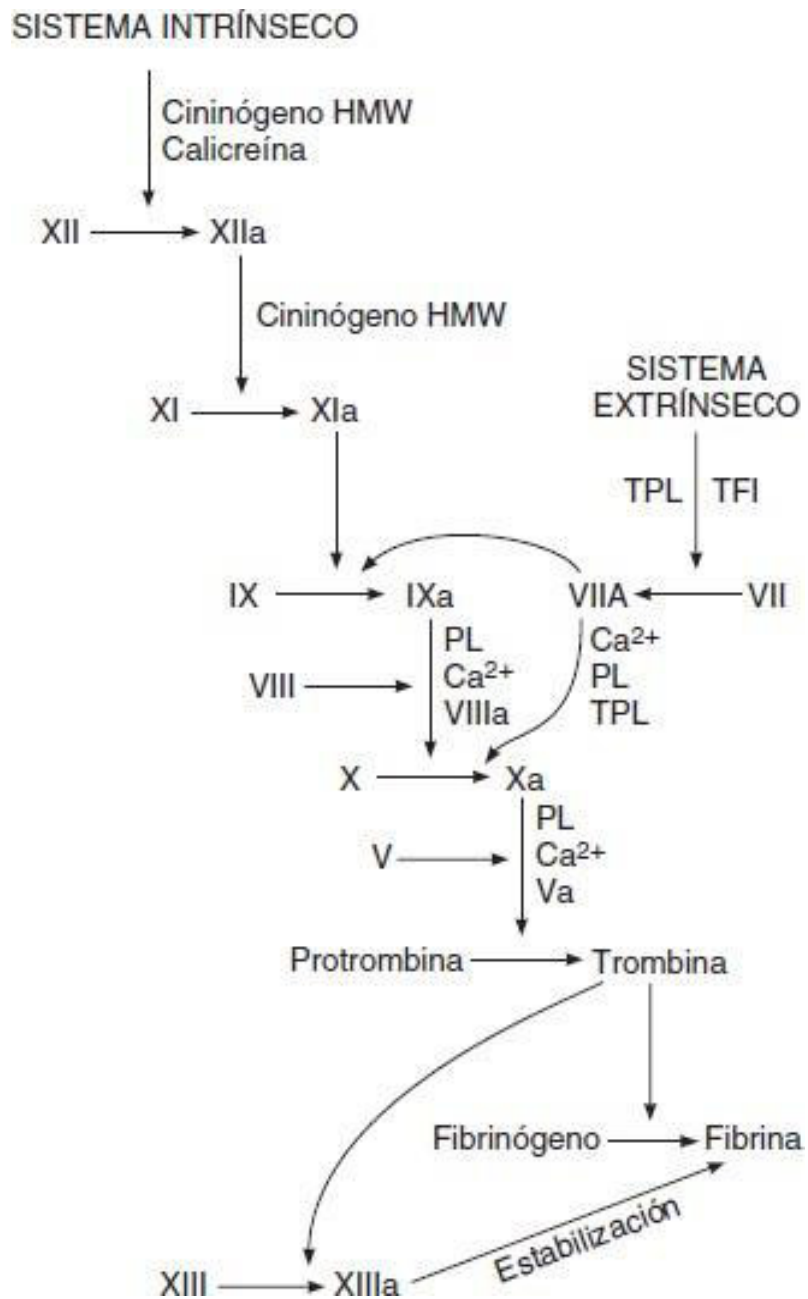 SISTEMA INTRÍNSECO
Cininógeno HMW
Calicreína
XII XIIa
Cininógeno HMW
SISTEMA
EXTRÍNSECO
XI XIa
TPL TFI
IX IXa VIIA VII
PL Ca²⁺
Ca²⁺ PL
VIII
VIIIa TPL
X Xa
PL
Ca²⁺
V
Va
Protrombina Trombina
Fibrinógeno Fibrina
Estabilización
XIII XIIIa